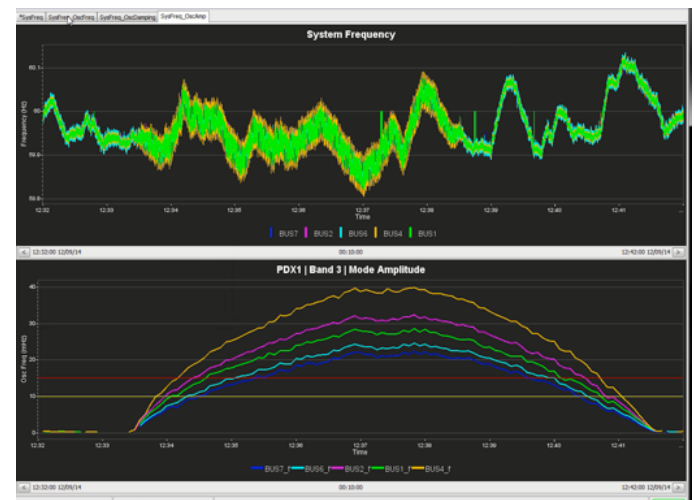 *SysFreq SysFreq_OscFreq SysFreq_OscDamping SysFreq_OscAmp
System Frequency
Frequency (Hz)
60.1
60
59.9
59.8
12:32 12:33 12:34 12:35 12:36 12:37 12:38 12:39 12:40 12:41 ...
Time
BUS7 BUS2 BUS6 BUS4 BUS1
< 12:32:00 12/09/14 00:10:00 12:42:00 12/09/14 >
PDX1 | Band 3 | Mode Amplitude
Osc Freq (mHz)
40
30
20
10
0
12:32 12:33 12:34 12:35 12:36 12:37 12:38 12:39 12:40 12:41 ...
Time
BUS7_f BUS6_f BUS2_f BUS1_f BUS4_f
< 12:32:00 12/09/14 00:10:00 12:42:00 12/09/14 >